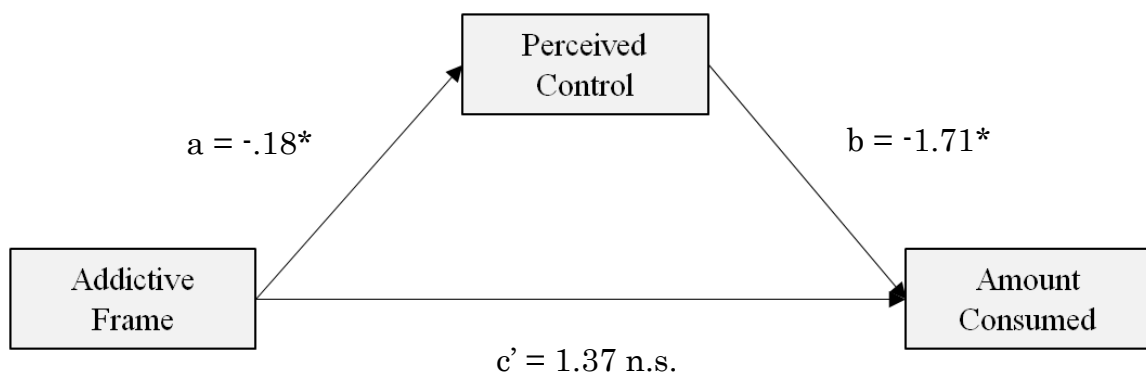 Perceived
Control
a = -.18*
b = -1.71*
Addictive
Frame
Amount
Consumed
c’ = 1.37 n.s.